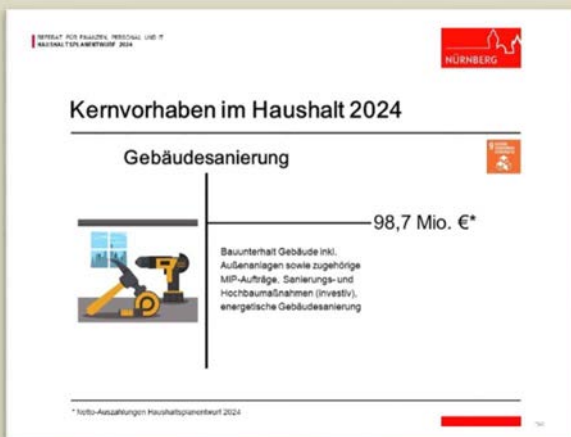 REFERAT FÜR FINANZEN, PERSONAL UND IT
HAUSHALTSPLANENTWURF 2024
NÜRNBERG
Kernvorhaben im Haushalt 2024
Gebäudesanierung
98,7 Mio. €*
Bauunterhalt Gebäude inkl.
Außenanlagen sowie zugehörige
MIP-Aufträge, Sanierungs- und
Hochbaumaßnahmen (investiv),
energetische Gebäudesanierung
* Netto-Auszahlungen Haushaltsplanentwurf 2024